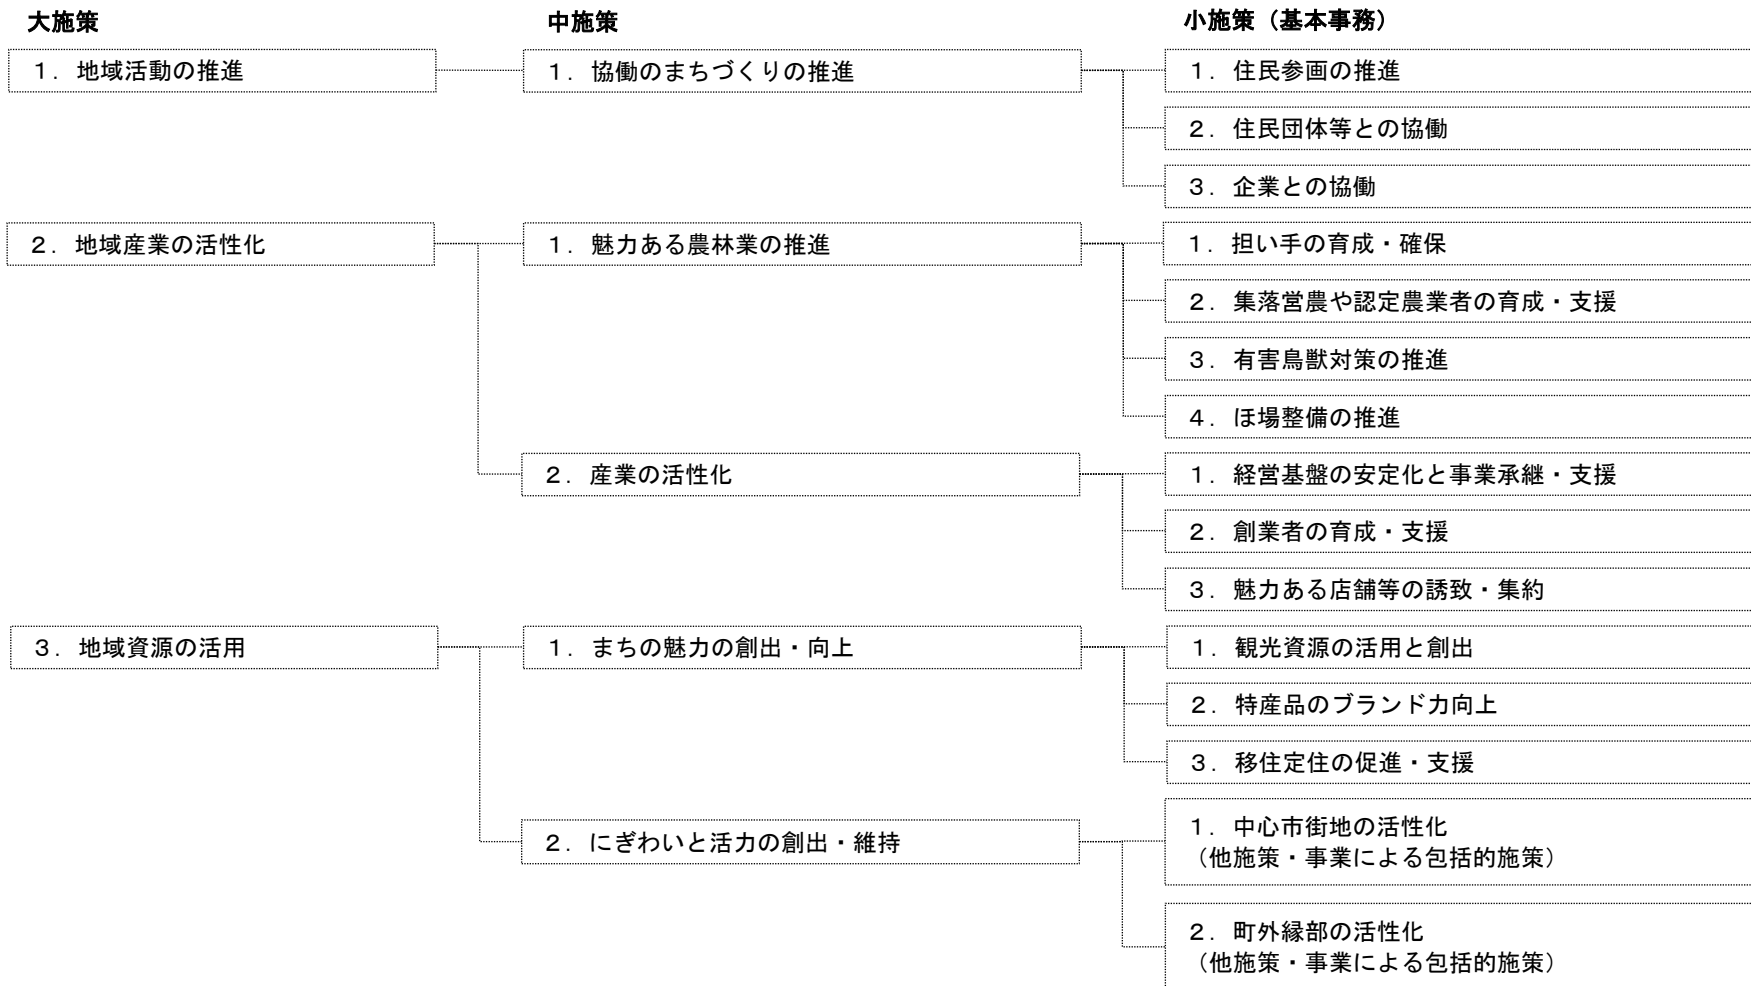 大施策
中施策
小施策（基本事務）
１．地域活動の推進
１．協働のまちづくりの推進
１．住民参画の推進
２．住民団体等との協働
３．企業との協働
２．地域産業の活性化
１．魅力ある農林業の推進
１．担い手の育成・確保
２．集落営農や認定農業者の育成・支援
３．有害鳥獣対策の推進
４．ほ場整備の推進
２．産業の活性化
１．経営基盤の安定化と事業承継・支援
２．創業者の育成・支援
３．魅力ある店舗等の誘致・集約
３．地域資源の活用
１．まちの魅力の創出・向上
１．観光資源の活用と創出
２．特産品のブランド力向上
３．移住定住の促進・支援
２．にぎわいと活力の創出・維持
１．中心市街地の活性化
（他施策・事業による包括的施策）
２．町外縁部の活性化
（他施策・事業による包括的施策）